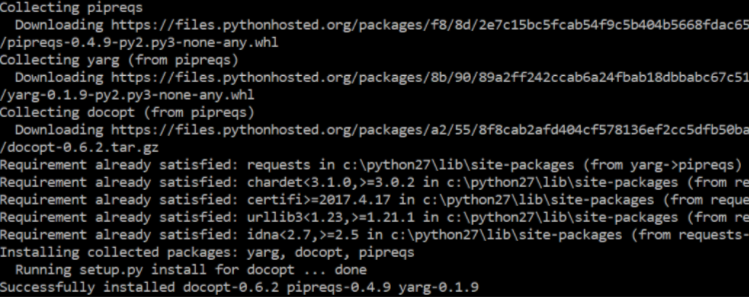 Collecting pipreqs
Downloading https://files.pythonhosted.org/packages/f8/8d/2e7c15bc5fcab54f9c5b404b5668fdac65
/pipreqs-0.4.9-py2.py3-none-any.whl
Collecting yarg (from pipreqs)
Downloading https://files.pythonhosted.org/packages/8b/90/89a2ff242ccab6a24fbab18dbbabc67c51
/yarg-0.1.9-py2.py3-none-any.whl
Collecting docopt (from pipreqs)
Downloading https://files.pythonhosted.org/packages/a2/55/8f8cab2afd404cf578136ef2cc5dfb50ba
/docopt-0.6.2.tar.gz
Requirement already satisfied: requests in c:\python27\lib\site-packages (from yarg->pipreqs)
Requirement already satisfied: chardet<3.1.0,>=3.0.2 in c:\python27\lib\site-packages (from re
Requirement already satisfied: certifi>=2017.4.17 in c:\python27\lib\site-packages (from reque
Requirement already satisfied: urllib3<1.23,>=1.21.1 in c:\python27\lib\site-packages (from re
Requirement already satisfied: idna<2.7,>=2.5 in c:\python27\lib\site-packages (from requests-
Installing collected packages: yarg, docopt, pipreqs
Running setup.py install for docopt ... done
Successfully installed docopt-0.6.2 pipreqs-0.4.9 yarg-0.1.9